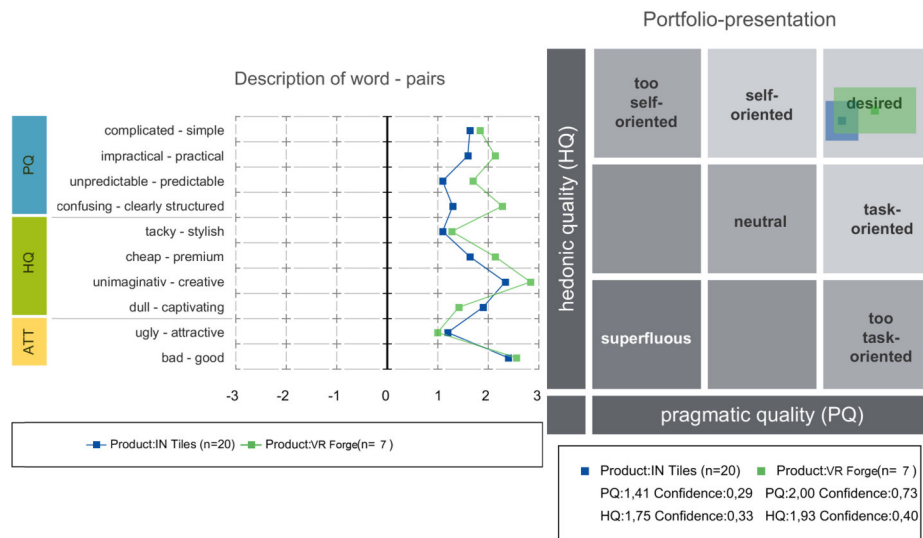 Portfolio-presentation
Description of word - pairs
PQ
HQ
ATT
complicated - simple
impractical - practical
unpredictable - predictable
confusing - clearly structured
tacky - stylish
cheap - premium
unimaginativ - creative
dull - captivating
ugly - attractive
bad - good
-3 -2 -1 0 1 2 3
Product:IN Tiles (n=20) Product:VR Forge(n= 7)
hedonic quality (HQ)
too
self-
oriented
self-
oriented
desired
neutral
task-
oriented
superfluous
too
task-
oriented
pragmatic quality (PQ)
Product:IN Tiles (n=20) Product:VR Forge(n= 7)
PQ:1,41 Confidence:0,29 PQ:2,00 Confidence:0,73
HQ:1,75 Confidence:0,33 HQ:1,93 Confidence:0,40